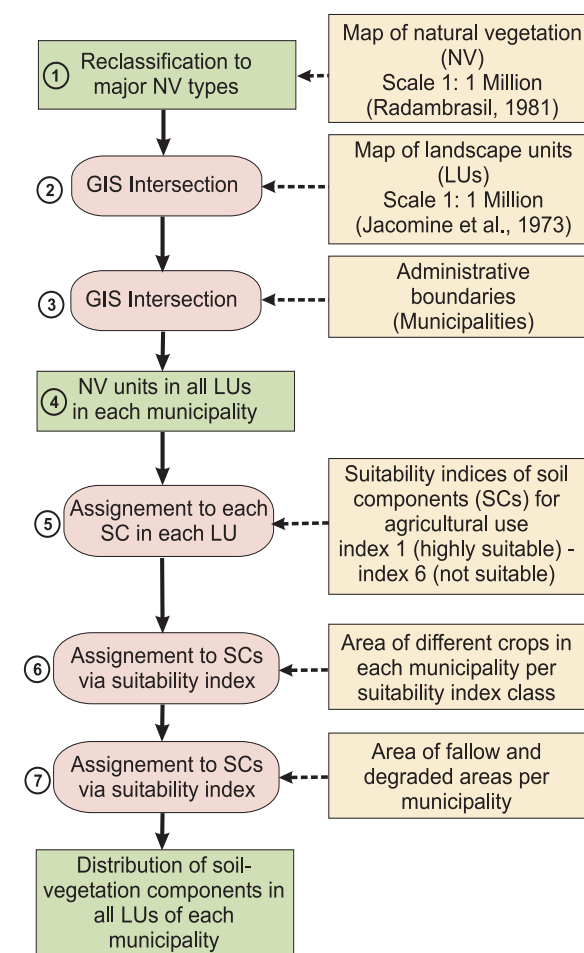 1
Reclassification to
major NV types
Map of natural vegetation
(NV)
Scale 1: 1 Million
(Radambrasil, 1981)
2
GIS Intersection
Map of landscape units
(LUs)
Scale 1: 1 Million
(Jacomine et al., 1973)
3
GIS Intersection
Administrative
boundaries
(Municipalities)
4
NV units in all LUs
in each municipality
5
Assignement to each
SC in each LU
Suitability indices of soil
components (SCs) for
agricultural use
index 1 (highly suitable) -
index 6 (not suitable)
6
Assignement to SCs
via suitability index
Area of different crops in
each municipality per
suitability index class
7
Assignement to SCs
via suitability index
Area of fallow and
degraded areas per
municipality
Distribution of soil-
vegetation components in
all LUs of each
municipality